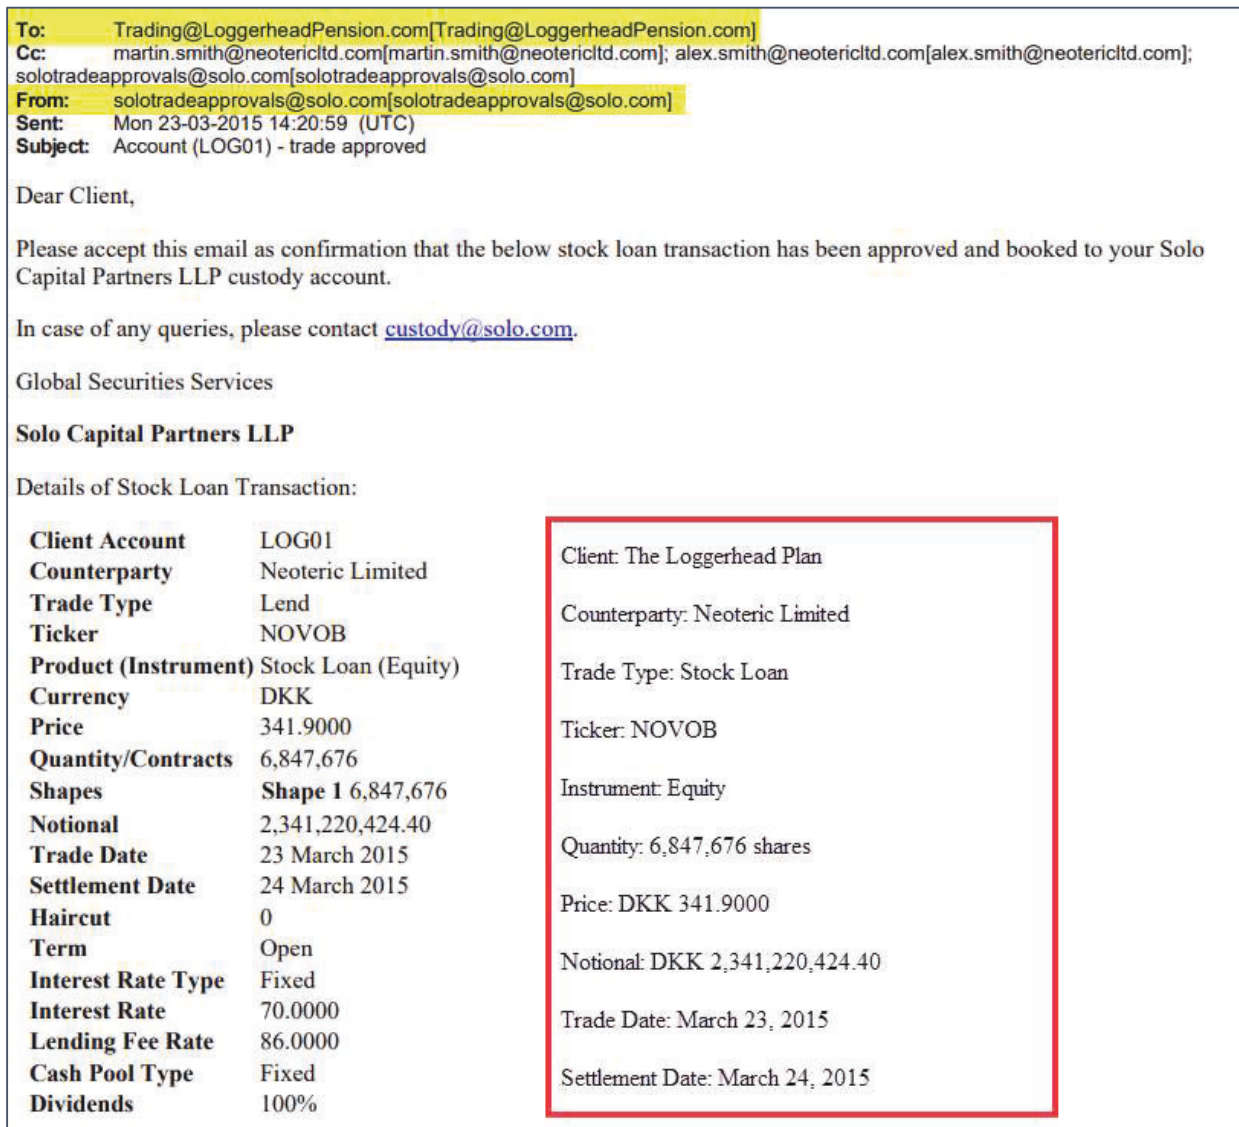 To: Trading@LoggerheadPension.com[Trading@LoggerheadPension.com]
Cc: martin.smith@neotericltd.com[martin.smith@neotericltd.com]; alex.smith@neotericltd.com[alex.smith@neotericltd.com];
solotradeapprovals@solo.com[solotradeapprovals@solo.com]
From: solotradeapprovals@solo.com[solotradeapprovals@solo.com]
Sent: Mon 23-03-2015 14:20:59 (UTC)
Subject: Account (LOG01) - trade approved
Dear Client,
Please accept this email as confirmation that the below stock loan transaction has been approved and booked to your Solo
Capital Partners LLP custody account.
In case of any queries, please contact custody@solo.com.
Global Securities Services
Solo Capital Partners LLP
Details of Stock Loan Transaction:
Client Account LOG01
Counterparty Neoteric Limited
Trade Type Lend
Ticker NOVOB
Product (Instrument) Stock Loan (Equity)
Currency DKK
Price 341.9000
Quantity/Contracts 6,847,676
Shapes Shape 1 6,847,676
Notional 2,341,220,424.40
Trade Date 23 March 2015
Settlement Date 24 March 2015
Haircut 0
Term Open
Interest Rate Type Fixed
Interest Rate 70.0000
Lending Fee Rate 86.0000
Cash Pool Type Fixed
Dividends 100%
Client: The Loggerhead Plan
Counterparty: Neoteric Limited
Trade Type: Stock Loan
Ticker: NOVOB
Instrument: Equity
Quantity: 6,847,676 shares
Price: DKK 341.9000
Notional: DKK 2,341,220,424.40
Trade Date: March 23, 2015
Settlement Date: March 24, 2015